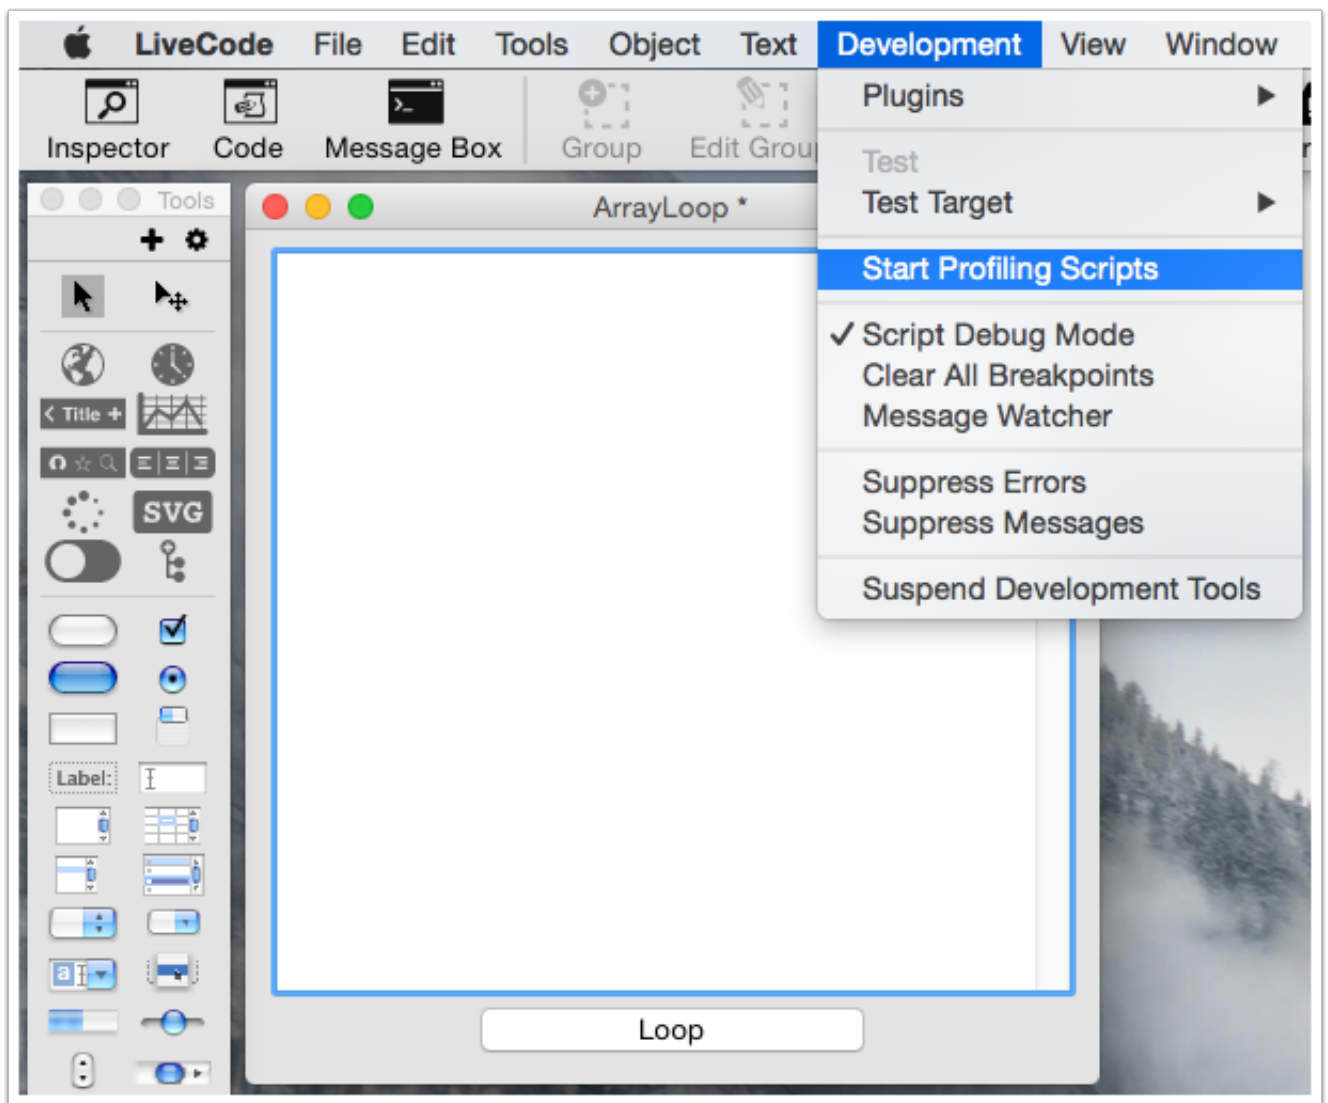 LiveCode File Edit Tools Object Text Development View Window
Inspector Code Message Box Group Edit Grou
Plugins
Test
Test Target
Start Profiling Scripts
✓ Script Debug Mode
Clear All Breakpoints
Message Watcher
Suppress Errors
Suppress Messages
Suspend Development Tools
Tools
ArrayLoop *
< Title +
SVG
Label:
a
Loop